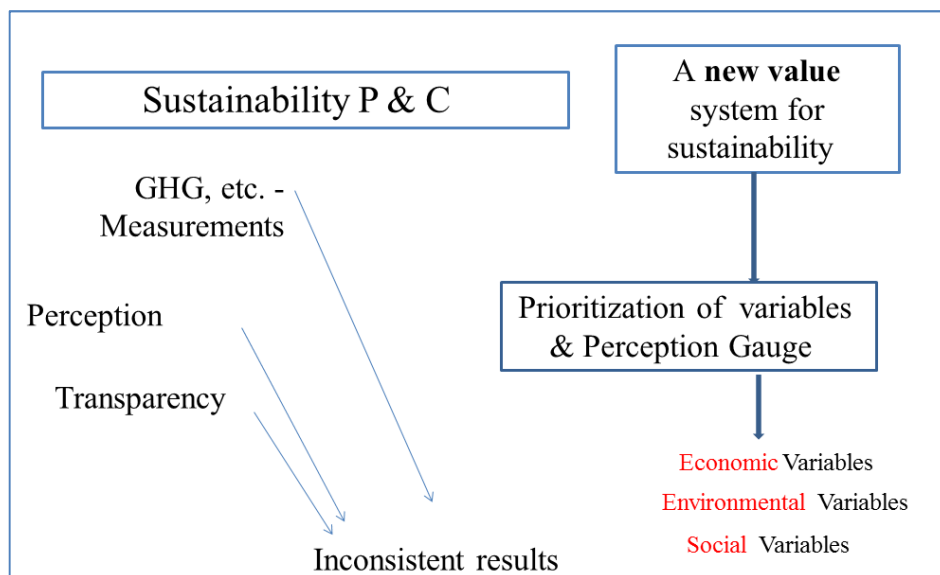 Sustainability P & C
GHG, etc. -
Measurements
Perception
Transparency
Inconsistent results
A new value
system for
sustainability
Prioritization of variables
& Perception Gauge
Economic Variables
Environmental Variables
Social Variables